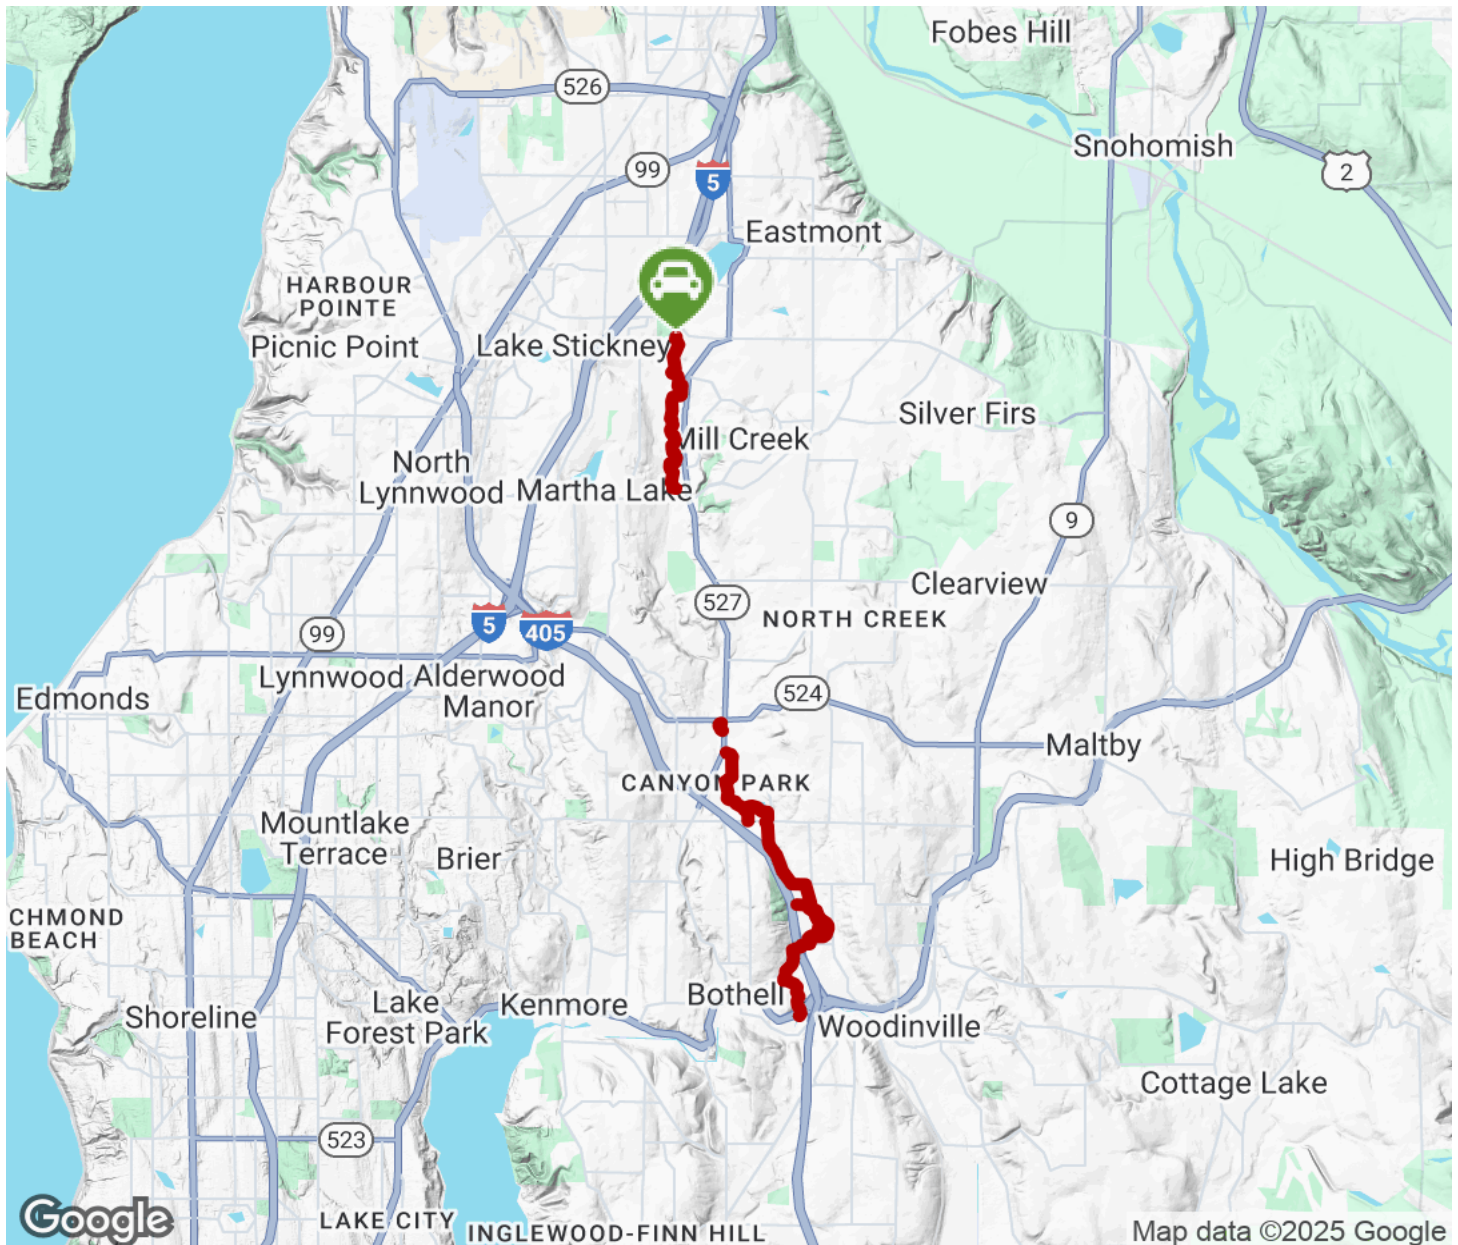 Fobes Hill
526
Snohomish
99
2
5
Eastmont
HARBOUR
POINTE
Picnic Point
Lake Stickney
Silver Firs
Mill Creek
North
Lynnwood
Martha Lake
9
Clearview
527
NORTH CREEK
5
405
99
Lynnwood
Alderwood
Manor
524
Edmonds
Maltby
CANYON PARK
Mountlake
Terrace
Brier
High Bridge
CHMOND
BEACH
Bothell
Lake
Forest Park
Kenmore
Shoreline
Woodinville
Cottage Lake
523
Google
LAKE CITY
INGLEWOOD-FINN HILL
Map data ©2025 Google